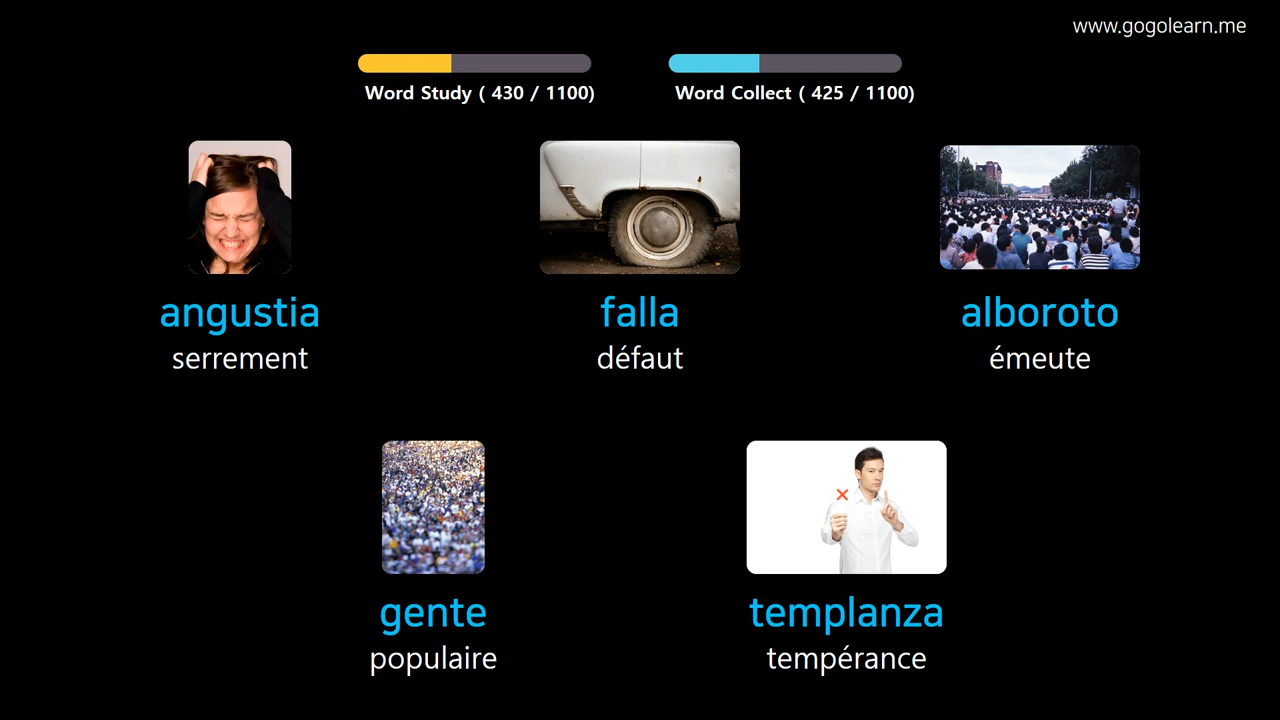 www.gogolearn.me
Word Study ( 430 / 1100)
Word Collect ( 425 / 1100)
angustia
serrement
falla
défaut
alboroto
émeute
gente
populaire
templanza
tempérance